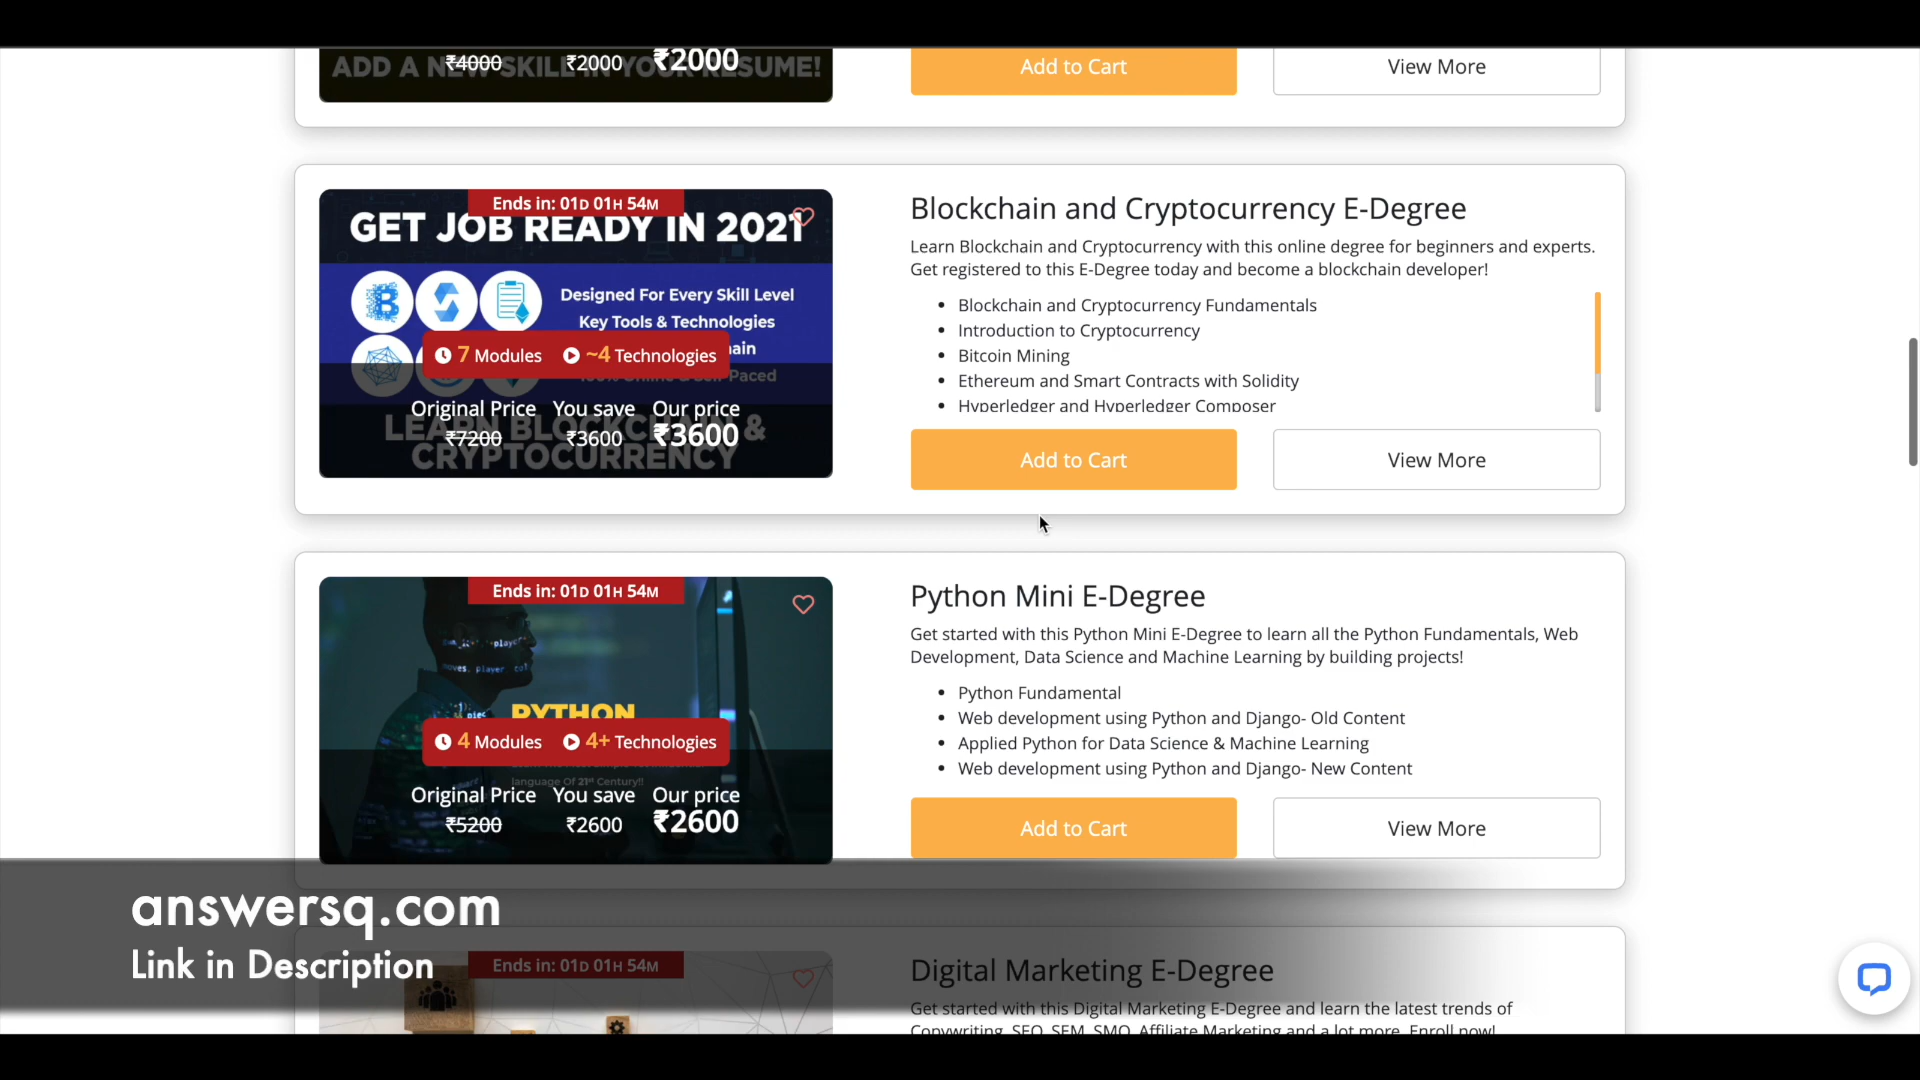 ADD A NEW SKILL IN YOUR RESUME!
₹4000 ₹2000 ₹2000
Add to Cart View More
Ends in: 01D 01H 54M
GET JOB READY IN 2021
Designed For Every Skill Level
Key Tools & Technologies
7 Modules ~4 Technologies
Original Price You save Our price
₹7200 ₹3600 ₹3600
LEARN BLOCKCHAIN &
CRYPTOCURRENCY
Blockchain and Cryptocurrency E-Degree
Learn Blockchain and Cryptocurrency with this online degree for beginners and experts.
Get registered to this E-Degree today and become a blockchain developer!
• Blockchain and Cryptocurrency Fundamentals
• Introduction to Cryptocurrency
• Bitcoin Mining
• Ethereum and Smart Contracts with Solidity
• Hyperledger and Hyperledger Composer
Add to Cart View More
Ends in: 01D 01H 54M
PYTHON
4 Modules 4+ Technologies
language Of 21st Century!!
Original Price You save Our price
₹5200 ₹2600 ₹2600
Python Mini E-Degree
Get started with this Python Mini E-Degree to learn all the Python Fundamentals, Web
Development, Data Science and Machine Learning by building projects!
• Python Fundamental
• Web development using Python and Django- Old Content
• Applied Python for Data Science & Machine Learning
• Web development using Python and Django- New Content
Add to Cart View More
answersq.com
Link in Description
Ends in: 01D 01H 54M
Digital Marketing E-Degree
Get started with this Digital Marketing E-Degree and learn the latest trends of
Copywriting, SEO, SEM, SMO, Affiliate Marketing and a lot more. Enroll now!